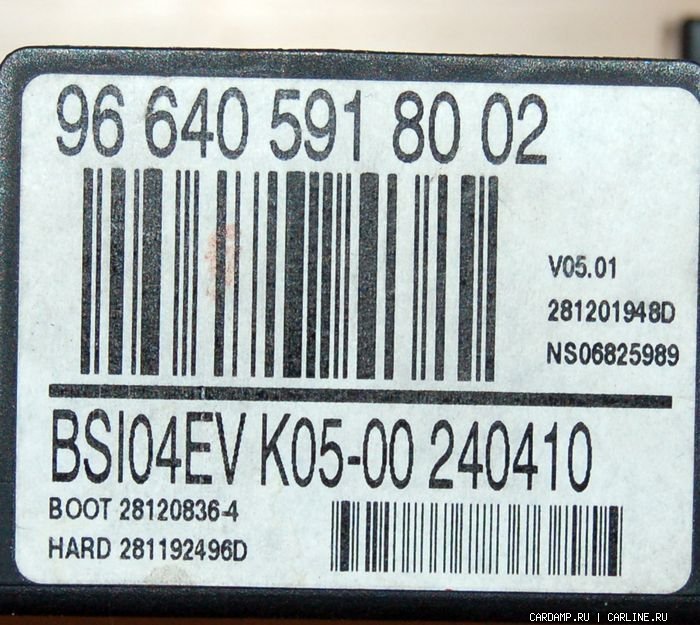 96 640 591 80 02
V05.01
281201948D
NS06825989
BSI04EV K05-00 240410
BOOT 28120836-4
HARD 281192496D
CARDAMP.RU | CARLINE.RU